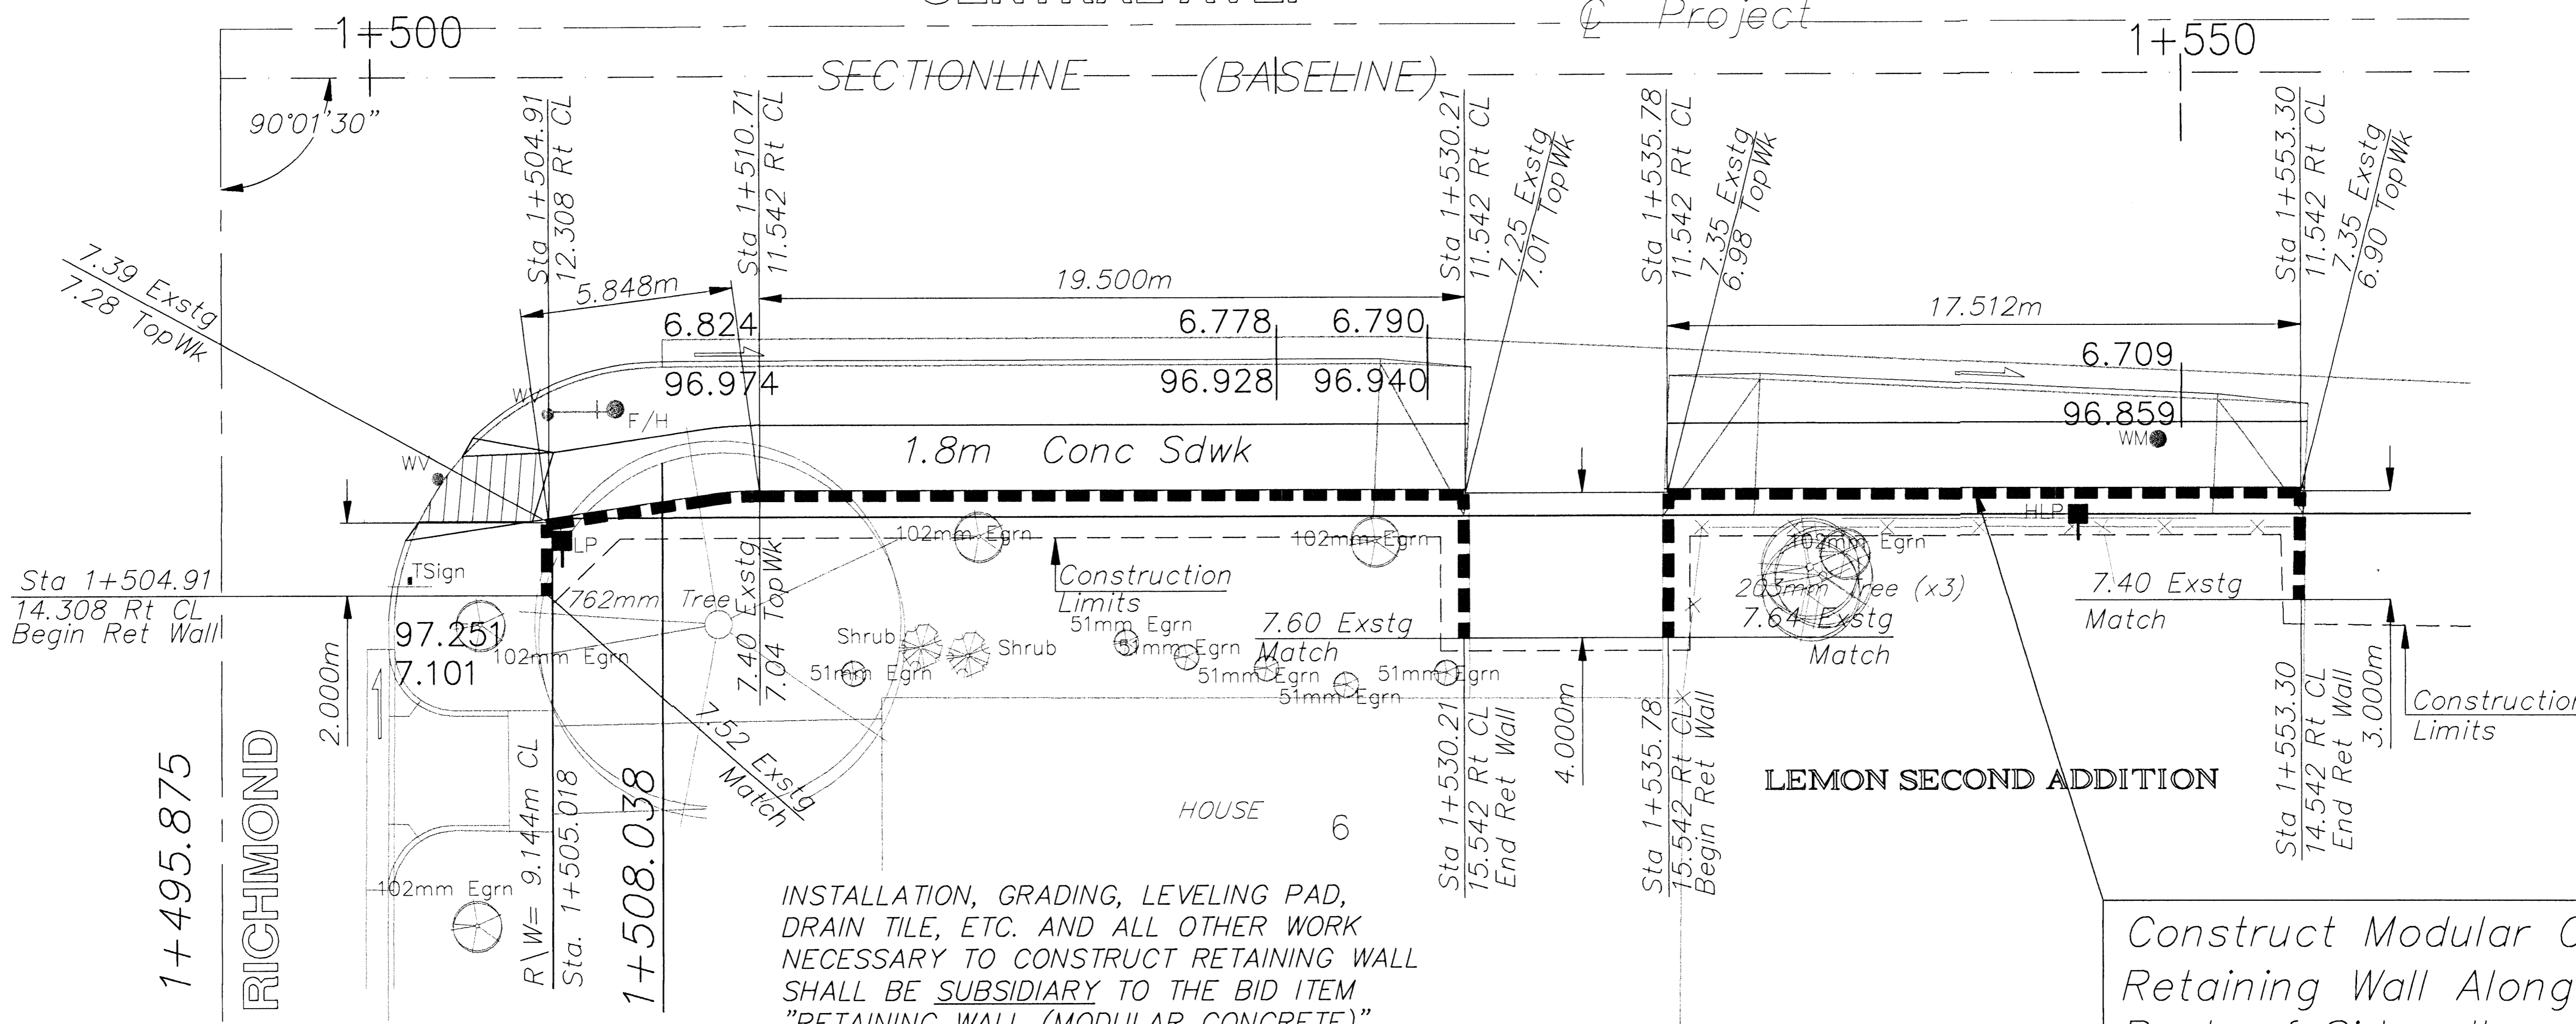 1+500
℄ Project
1+550
SECTIONLINE (BASELINE)
90°01'30"
Sta 1+504.91
12.308 Rt CL
Sta 1+510.71
11.542 Rt CL
Sta 1+530.21
11.542 Rt CL
7.25 Exstg
7.01 TopWk
Sta 1+535.78
11.542 Rt CL
7.35 Exstg
6.98 TopWk
Sta 1+553.30
11.542 Rt CL
7.35 Exstg
6.90 TopWk
7.39 Exstg
7.28 TopWk
5.848m
19.500m
17.512m
6.824
6.778
6.790
6.709
96.974
96.928
96.940
96.859
WV
F/H
WV
1.8m Conc Sdwk
WM
LP
102mm Egrn
102mm Egrn
HLP
102mm Egrn
TSign
Sta 1+504.91
14.308 Rt CL
Begin Ret Wall
762mm Tree
7.40 Exstg
7.04 TopWk
Construction
Limits
203mm Tree (x3)
7.40 Exstg
Match
97.251
7.101
102mm Egrn
Shrub
Shrub
51mm Egrn
51mm Egrn
51mm Egrn
51mm Egrn
51mm Egrn
51mm Egrn
7.60 Exstg
Match
7.64 Exstg
Match
2.000m
7.52 Exstg
Match
4.000m
3.000m
Construction
Limits
Sta 1+530.21
15.542 Rt CL
End Ret Wall
Sta 1+535.78
15.542 Rt CL
Begin Ret Wall
Sta 1+553.30
14.542 Rt CL
End Ret Wall
LEMON SECOND ADDITION
1+495.875
RICHMOND
R\W= 9.144m CL
Sta. 1+505.018
1+508.038
HOUSE
6
102mm Egrn
INSTALLATION, GRADING, LEVELING PAD,
DRAIN TILE, ETC. AND ALL OTHER WORK
NECESSARY TO CONSTRUCT RETAINING WALL
SHALL BE SUBSIDIARY TO THE BID ITEM
"RETAINING WALL (MODULAR CONCRETE)"
Construct Modular C
Retaining Wall Along